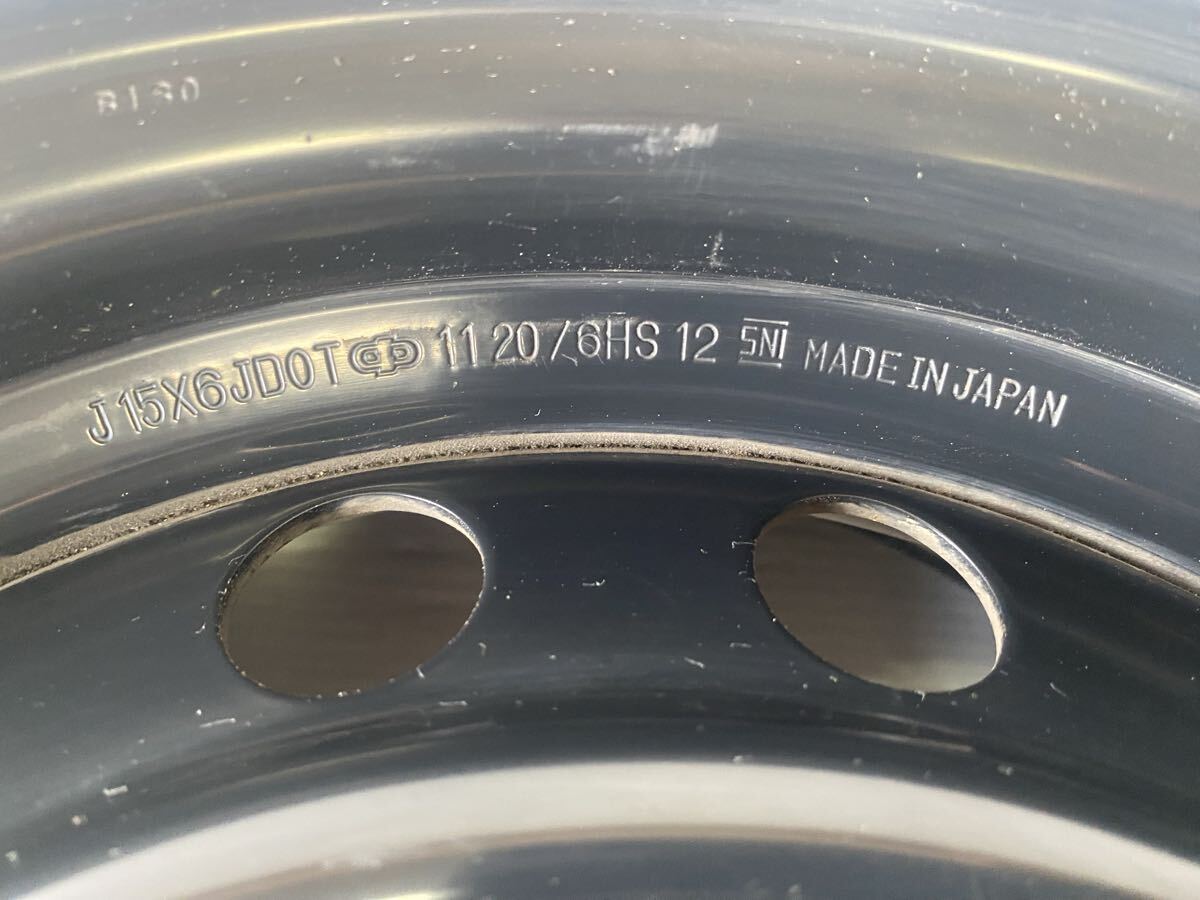 B130
J 15X6JDOT 11 20/6HS 12 SNI MADE IN JAPAN